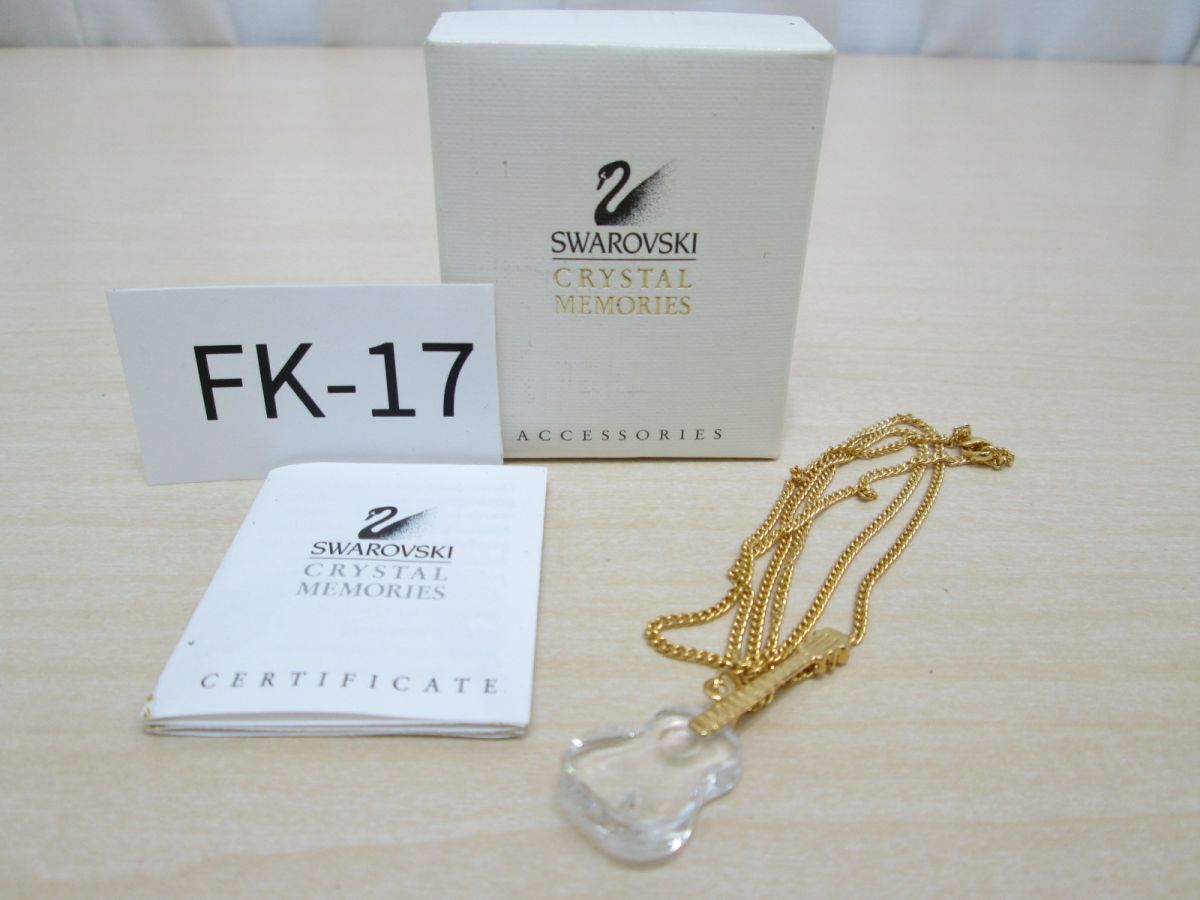 SWAROVSKI
CRYSTAL
MEMORIES
ACCESSORIES
FK-17
SWAROVSKI
CRYSTAL
MEMORIES
CERTIFICATE